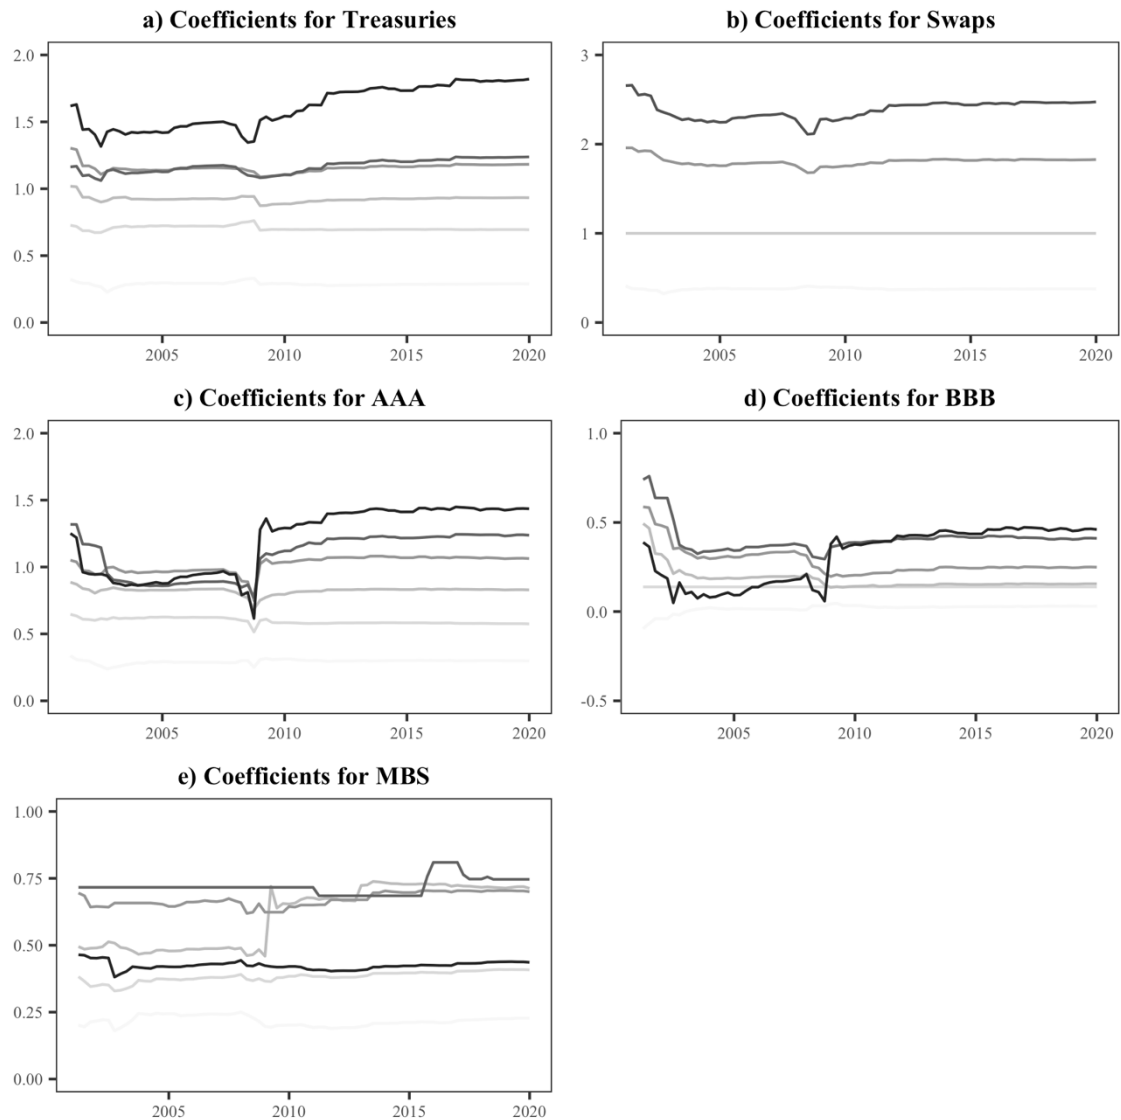 a) Coefficients for Treasuries
2.0
1.5
1.0
0.5
0.0
2005 2010 2015 2020
b) Coefficients for Swaps
3
2
1
0
2005 2010 2015 2020
c) Coefficients for AAA
2.0
1.5
1.0
0.5
0.0
2005 2010 2015 2020
d) Coefficients for BBB
1.0
0.5
0.0
-0.5
2005 2010 2015 2020
e) Coefficients for MBS
1.00
0.75
0.50
0.25
0.00
2005 2010 2015 2020